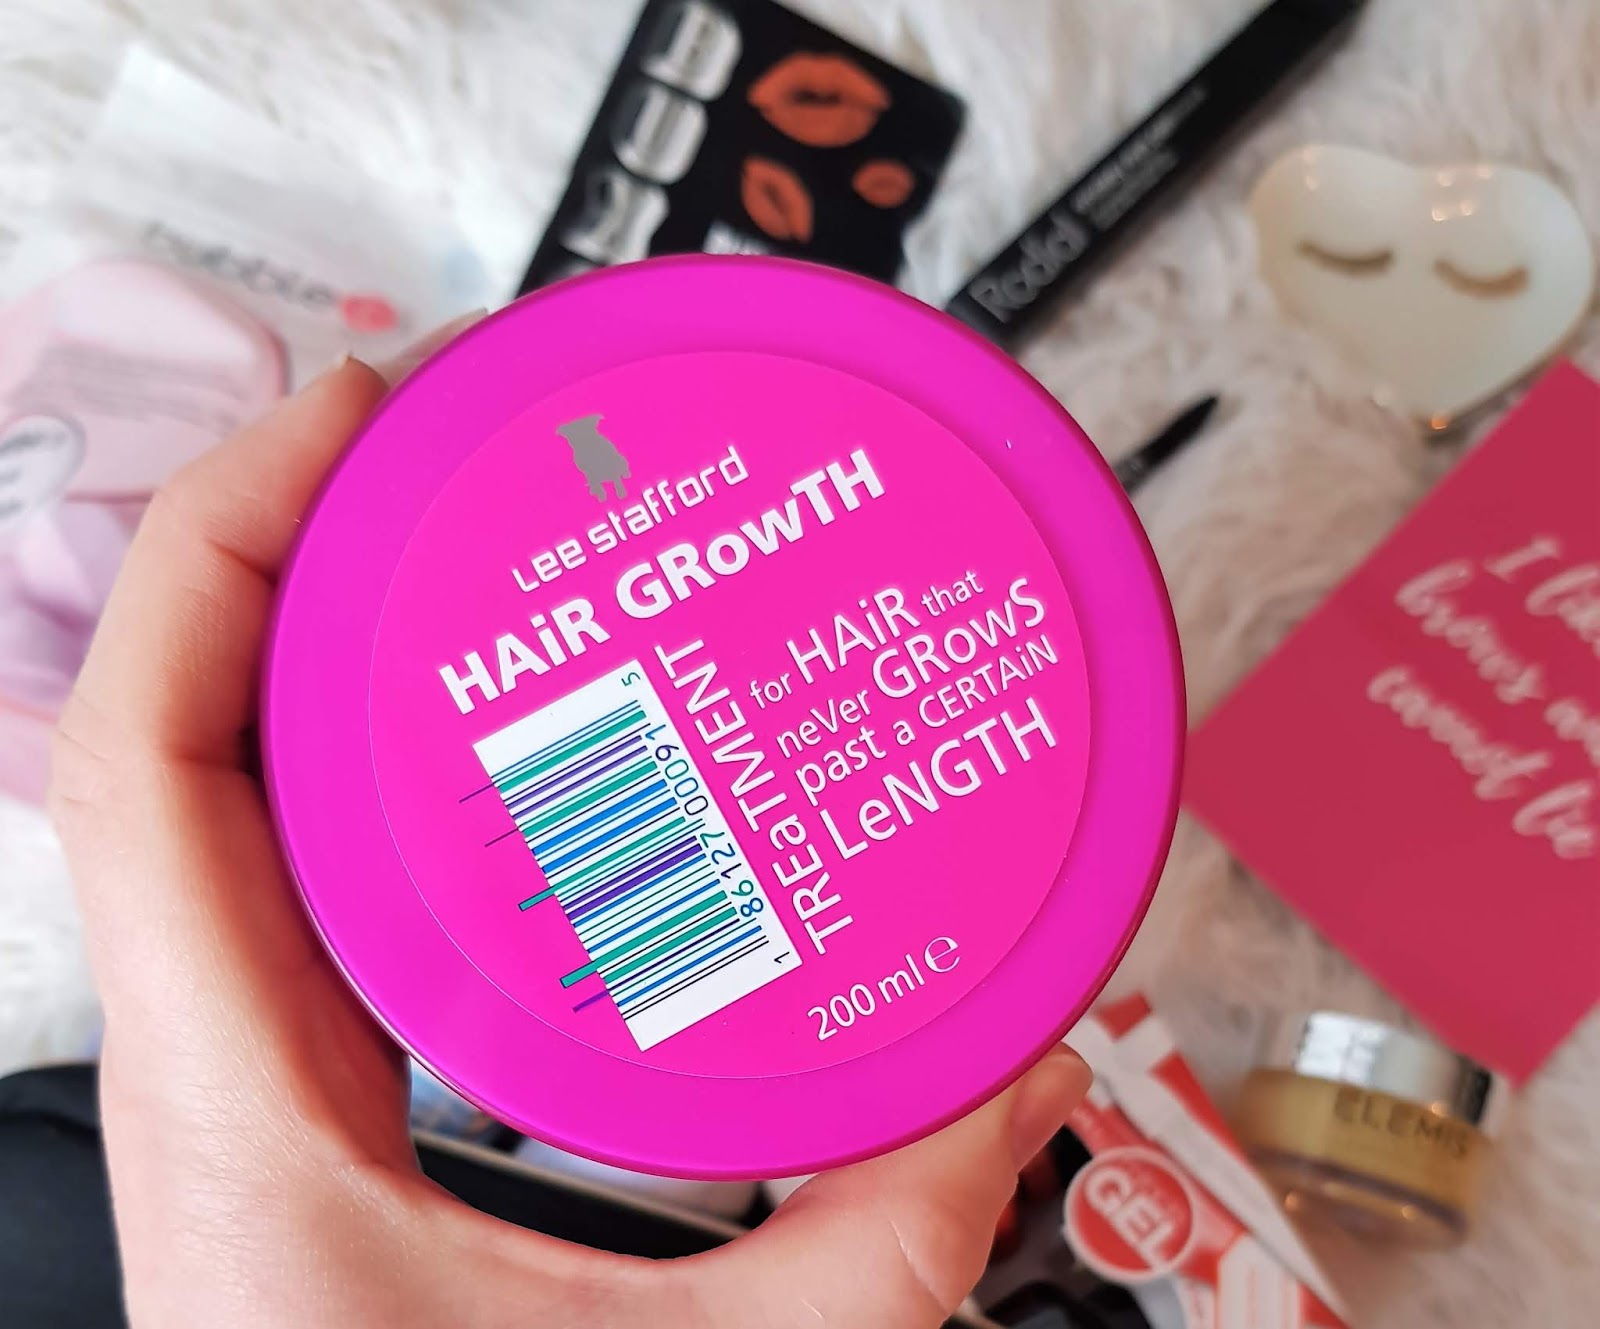 Lee stafford
HAiR GRowTH
TREaTMENT
for HAiR that
neVer GRowS
past a CERTAiN
LeNGTH
200 ml e
1 86127 00091 5
Rodial
ELEMIS
GEL